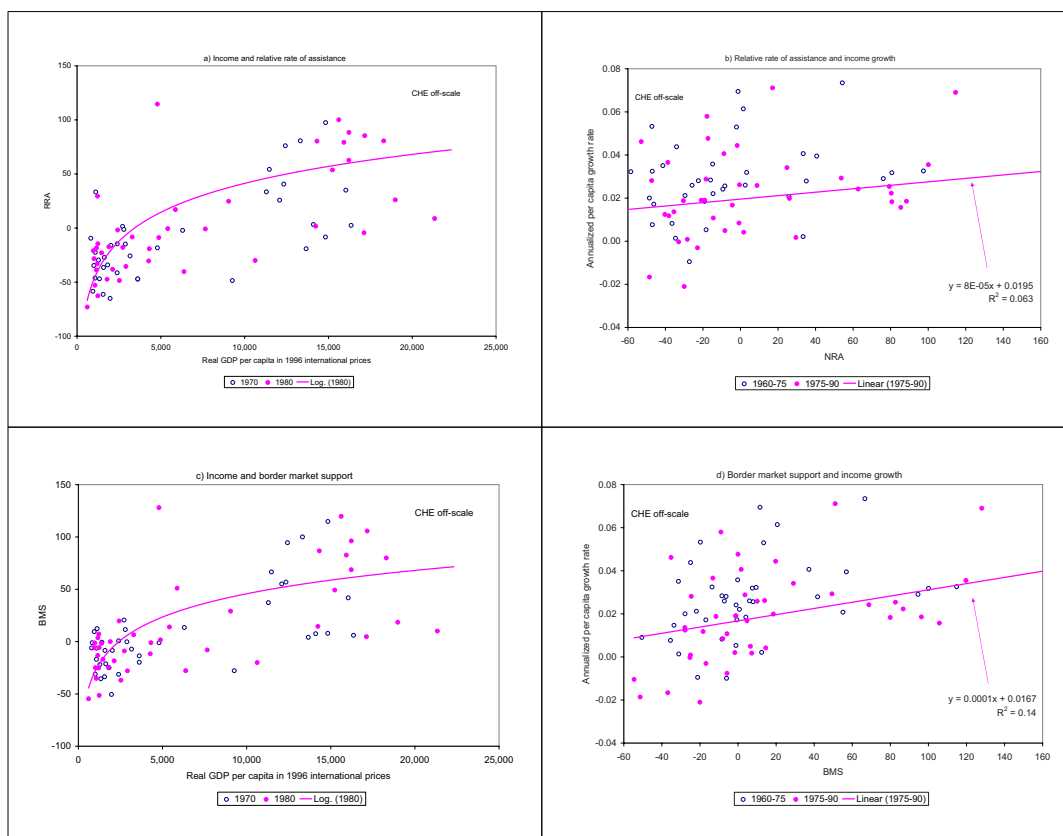 a) Income and relative rate of assistance
CHE off-scale
RRA
150
100
50
0
-50
-100
0
5,000
10,000
15,000
20,000
25,000
Real GDP per capita in 1996 international prices
1970
1980
Log. (1980)
b) Relative rate of assistance and income growth
CHE off-scale
Annualized per capita growth rate
0.08
0.06
0.04
0.02
0.00
-0.02
-0.04
y = 8E-05x + 0.0195
R² = 0.063
-60
-40
-20
0
20
40
60
80
100
120
140
160
NRA
1960-75
1975-90
Linear (1975-90)
c) Income and border market support
CHE off-scale
BMS
150
100
50
0
-50
-100
0
5,000
10,000
15,000
20,000
25,000
Real GDP per capita in 1996 international prices
1970
1980
Log. (1980)
d) Border market support and income growth
CHE off-scale
Annualized per capita growth rate
0.08
0.06
0.04
0.02
0.00
-0.02
-0.04
y = 0.0001x + 0.0167
R² = 0.14
-60
-40
-20
0
20
40
60
80
100
120
140
160
BMS
1960-75
1975-90
Linear (1975-90)